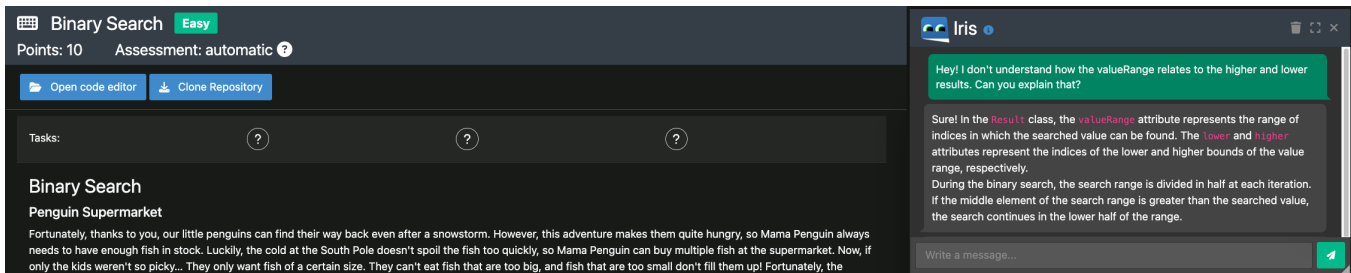 Binary Search Easy
Points: 10 Assessment: automatic ?
Open code editor Clone Repository
Tasks: ? ? ?
Binary Search
Penguin Supermarket
Fortunately, thanks to you, our little penguins can find their way back even after a snowstorm. However, this adventure makes them quite hungry, so Mama Penguin always
needs to have enough fish in stock. Luckily, the cold at the South Pole doesn't spoil the fish too quickly, so Mama Penguin can buy multiple fish at the supermarket. Now, if
only the kids weren't so picky... They only want fish of a certain size. They can't eat fish that are too big, and fish that are too small don't fill them up! Fortunately, the
Iris
Hey! I don't understand how the valueRange relates to the higher and lower
results. Can you explain that?
Sure! In the Result class, the valueRange attribute represents the range of
indices in which the searched value can be found. The lower and higher
attributes represent the indices of the lower and higher bounds of the value
range, respectively.
During the binary search, the search range is divided in half at each iteration.
If the middle element of the search range is greater than the searched value,
the search continues in the lower half of the range.
Write a message...